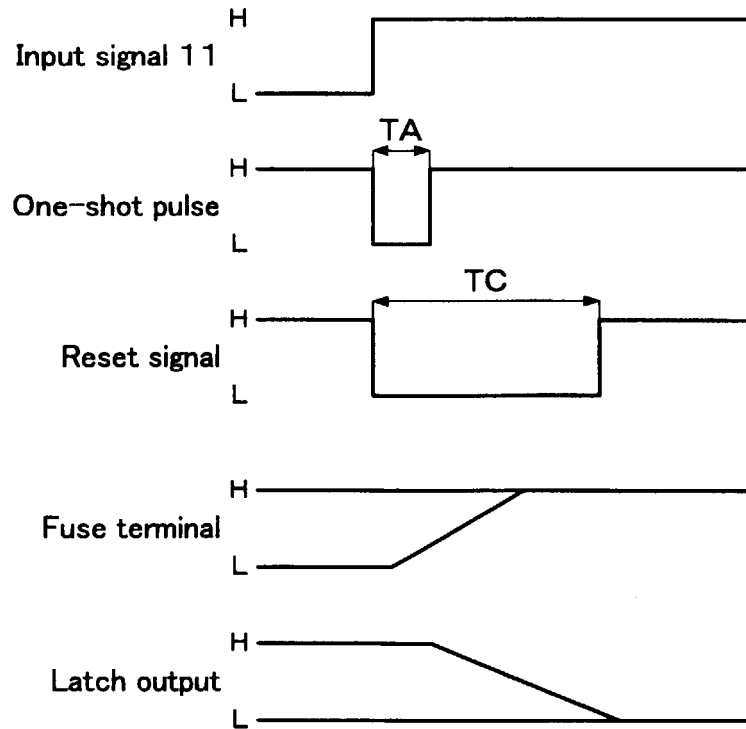 H
Input signal 11
L
TA
H
One-shot pulse
L
TC
H
Reset signal
L
H
Fuse terminal
L
H
Latch output
L